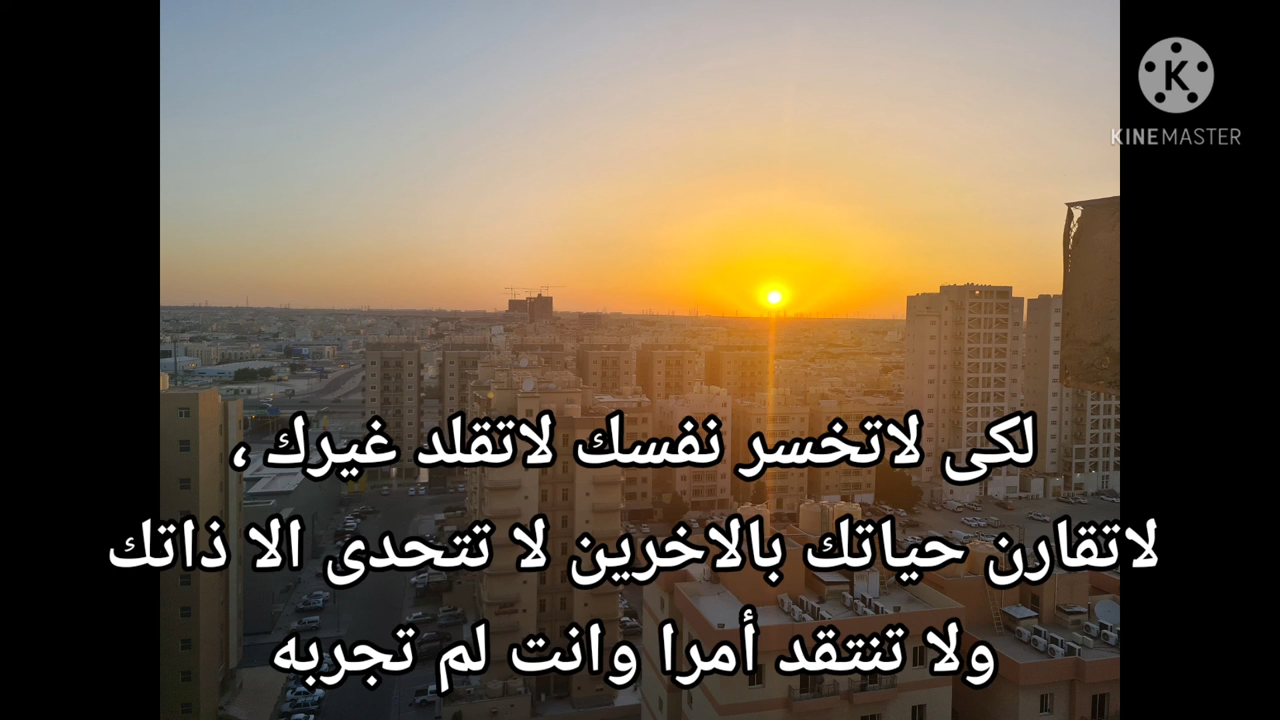 KINEMASTER
لكى لاتخسر نفسك لاتقلد غيرك ،
لاتقارن حياتك بالاخرين لا تتحدى الا ذاتك
ولا تنتقد أمرا وانت لم تجربه